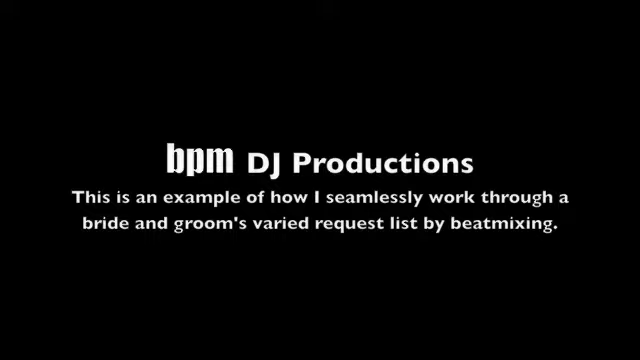 bpm DJ Productions
This is an example of how I seamlessly work through a
bride and groom's varied request list by beatmixing.